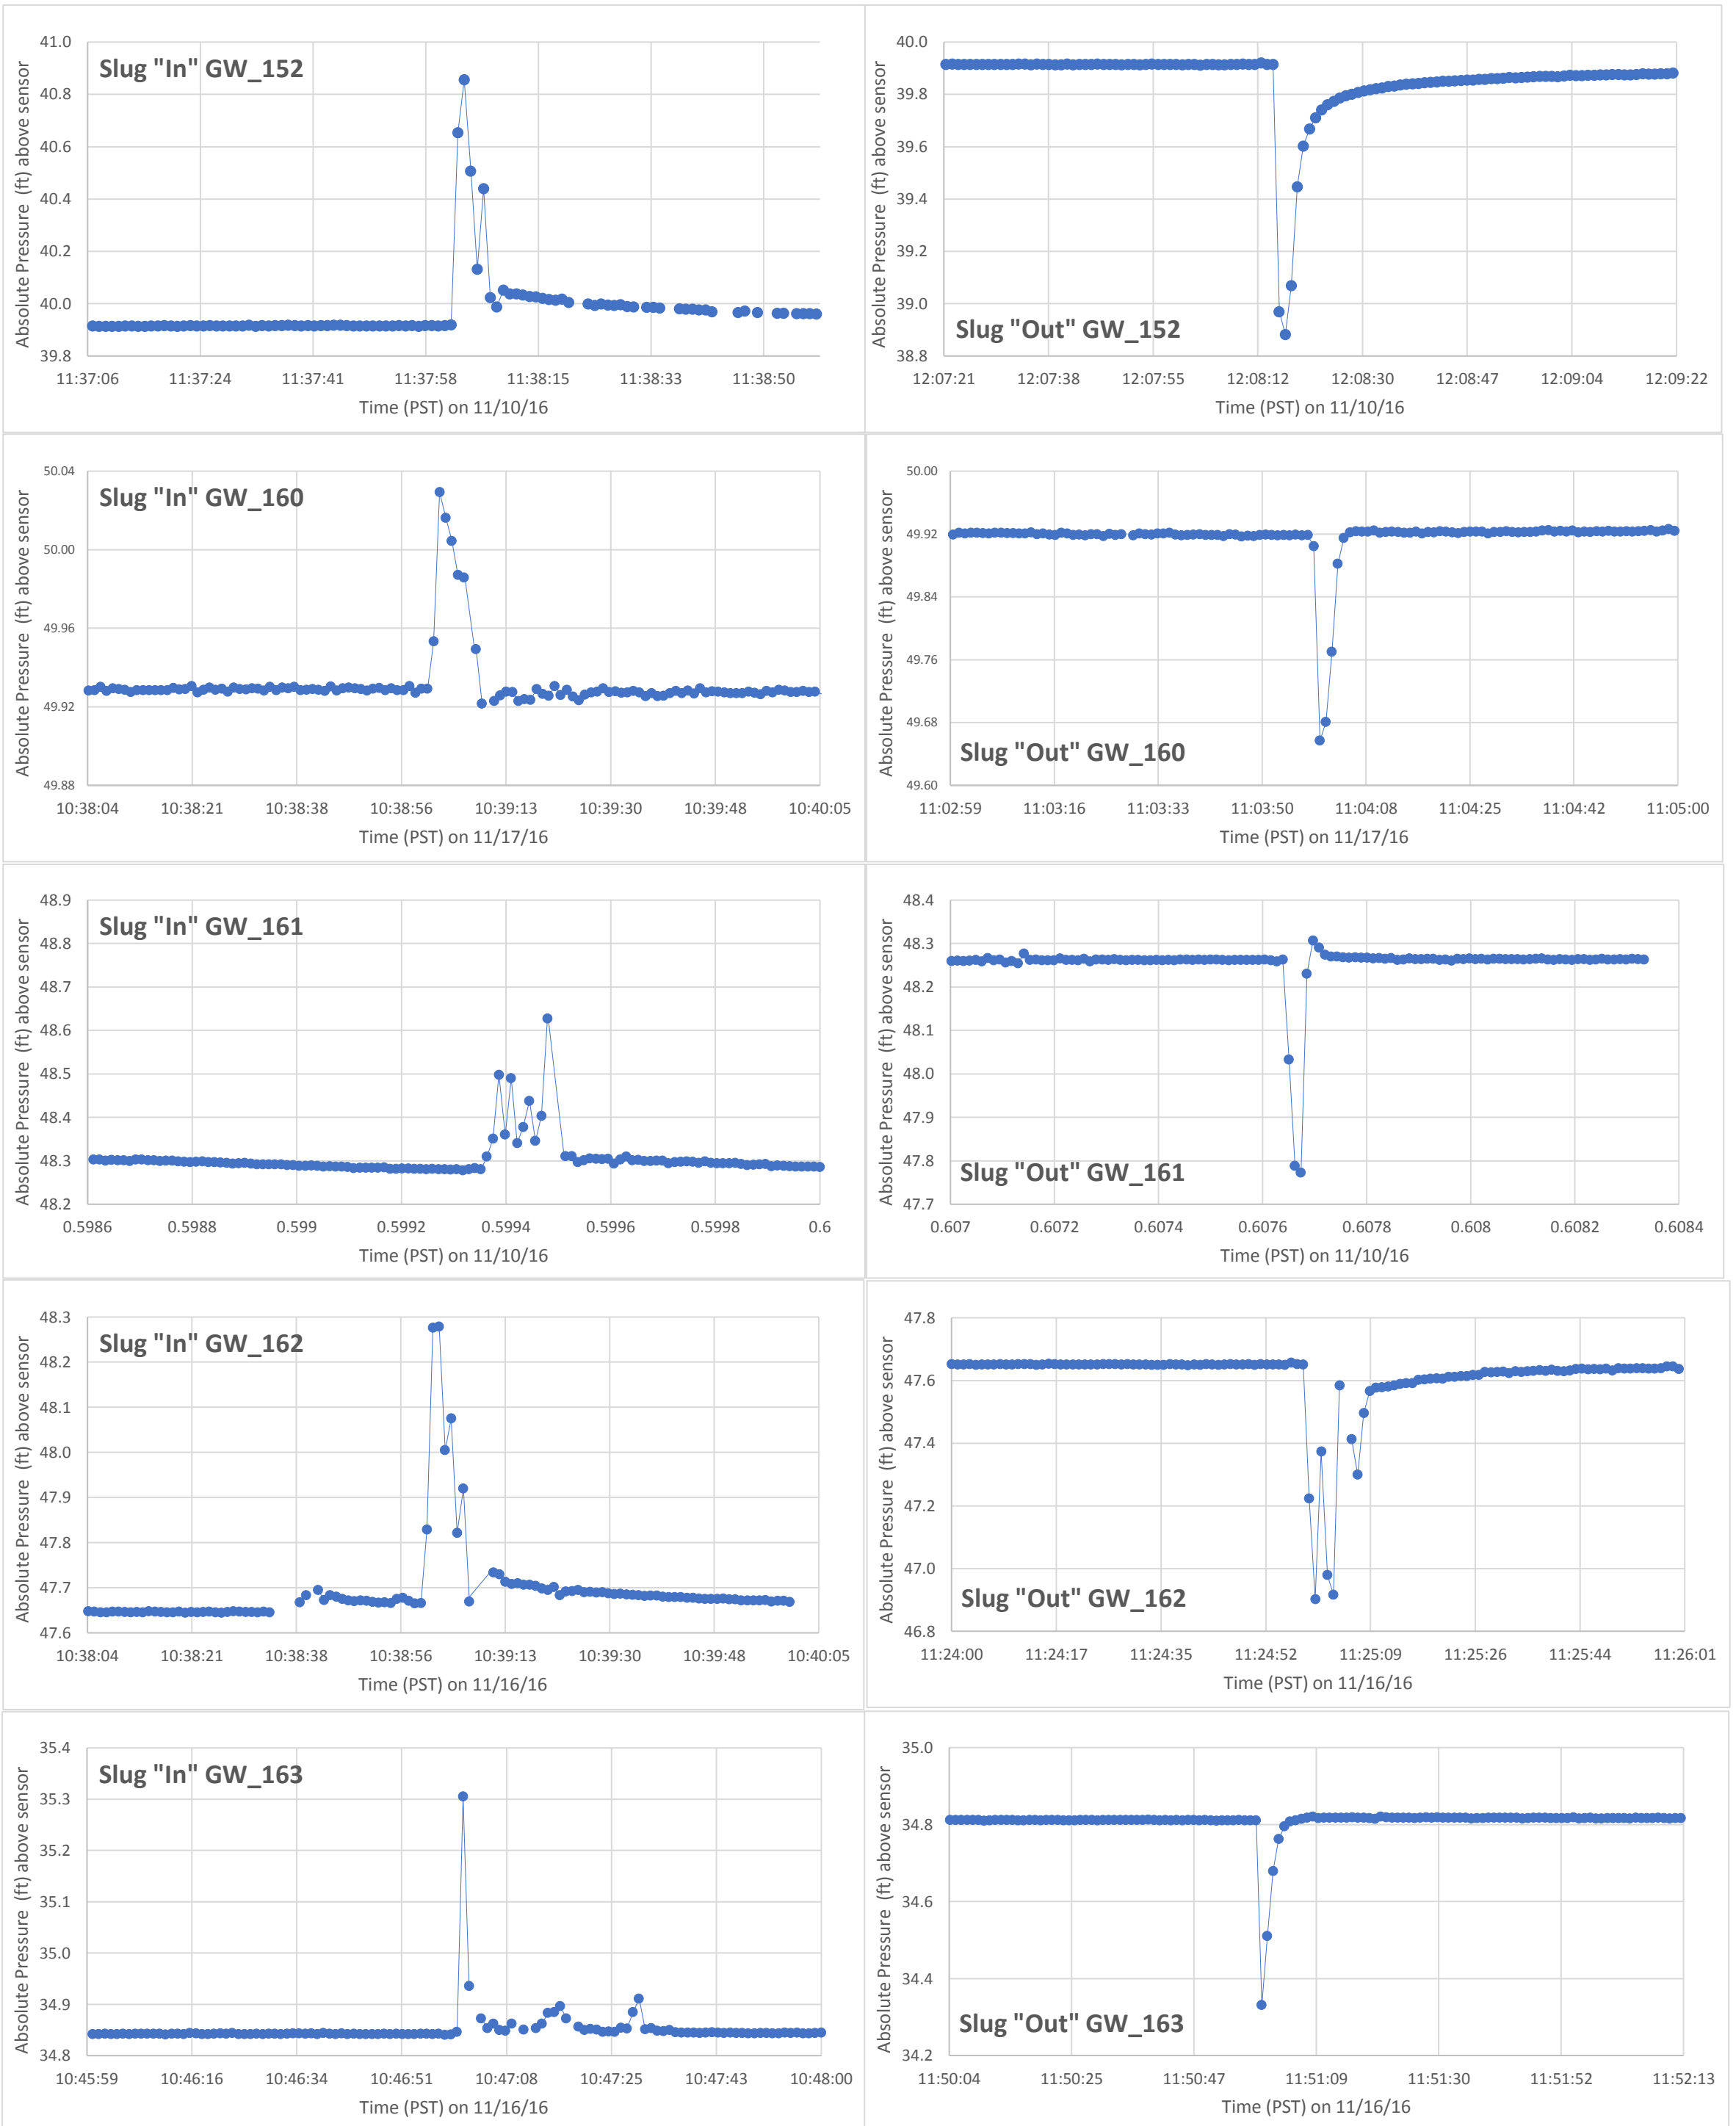 Slug "In" GW_152
Absolute Pressure (ft) above sensor
41.0
40.8
40.6
40.4
40.2
40.0
39.8
11:37:06 11:37:24 11:37:41 11:37:58 11:38:15 11:38:33 11:38:50
Time (PST) on 11/10/16
Slug "Out" GW_152
Absolute Pressure (ft) above sensor
40.0
39.8
39.6
39.4
39.2
39.0
38.8
12:07:21 12:07:38 12:07:55 12:08:12 12:08:30 12:08:47 12:09:04 12:09:22
Time (PST) on 11/10/16
Slug "In" GW_160
Absolute Pressure (ft) above sensor
50.04
50.00
49.96
49.92
49.88
10:38:04 10:38:21 10:38:38 10:38:56 10:39:13 10:39:30 10:39:48 10:40:05
Time (PST) on 11/17/16
Slug "Out" GW_160
Absolute Pressure (ft) above sensor
50.00
49.92
49.84
49.76
49.68
49.60
11:02:59 11:03:16 11:03:33 11:03:50 11:04:08 11:04:25 11:04:42 11:05:00
Time (PST) on 11/17/16
Slug "In" GW_161
Absolute Pressure (ft) above sensor
48.9
48.8
48.7
48.6
48.5
48.4
48.3
48.2
0.5986 0.5988 0.599 0.5992 0.5994 0.5996 0.5998 0.6
Time (PST) on 11/10/16
Slug "Out" GW_161
Absolute Pressure (ft) above sensor
48.4
48.3
48.2
48.1
48.0
47.9
47.8
47.7
0.607 0.6072 0.6074 0.6076 0.6078 0.608 0.6082 0.6084
Time (PST) on 11/10/16
Slug "In" GW_162
Absolute Pressure (ft) above sensor
48.3
48.2
48.1
48.0
47.9
47.8
47.7
47.6
10:38:04 10:38:21 10:38:38 10:38:56 10:39:13 10:39:30 10:39:48 10:40:05
Time (PST) on 11/16/16
Slug "Out" GW_162
Absolute Pressure (ft) above sensor
47.8
47.6
47.4
47.2
47.0
46.8
11:24:00 11:24:17 11:24:35 11:24:52 11:25:09 11:25:26 11:25:44 11:26:01
Time (PST) on 11/16/16
Slug "In" GW_163
Absolute Pressure (ft) above sensor
35.4
35.3
35.2
35.1
35.0
34.9
34.8
10:45:59 10:46:16 10:46:34 10:46:51 10:47:08 10:47:25 10:47:43 10:48:00
Time (PST) on 11/16/16
Slug "Out" GW_163
Absolute Pressure (ft) above sensor
35.0
34.8
34.6
34.4
34.2
11:50:04 11:50:25 11:50:47 11:51:09 11:51:30 11:51:52 11:52:13
Time (PST) on 11/16/16